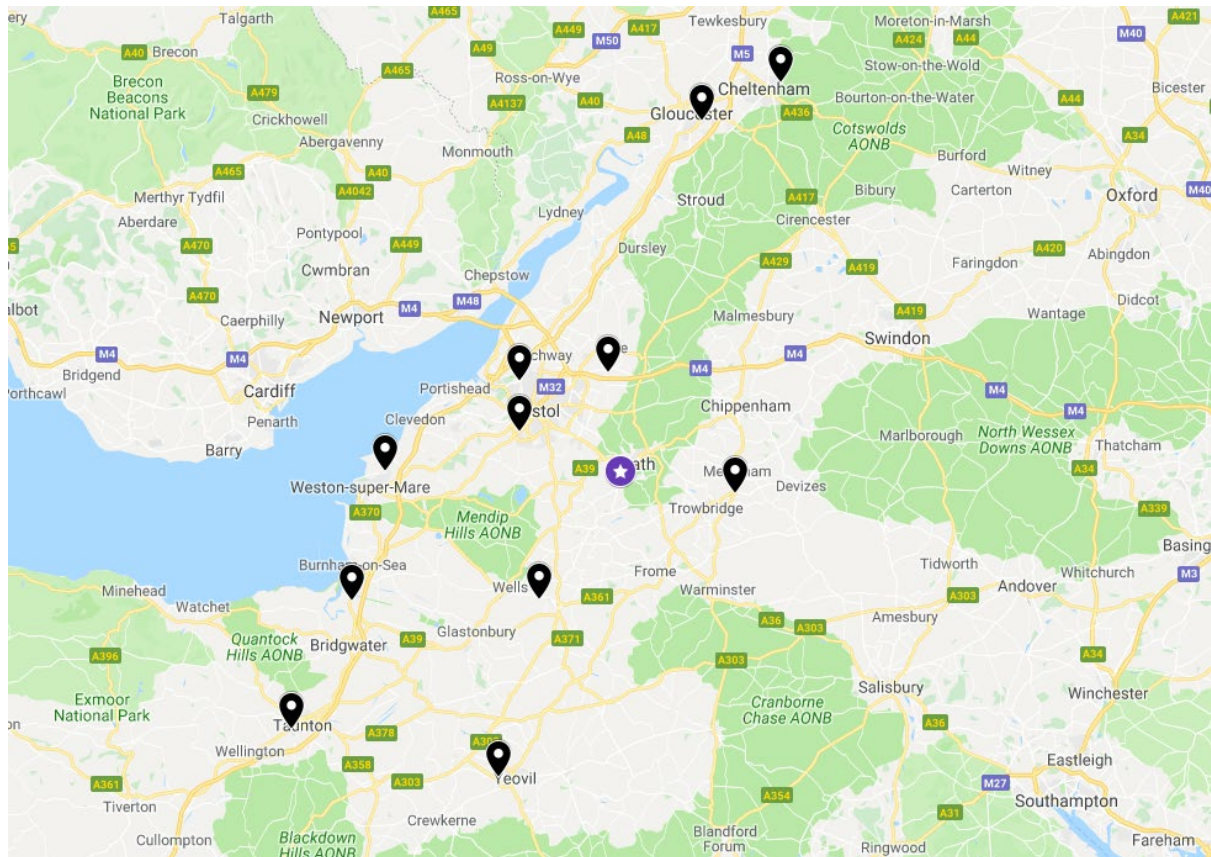 A465
Talgarth
A465
A449
A417
Tewkesbury
Moreton-in-Marsh
A421
A40
Brecon
A49
M50
M5
A424
A44
M40
Brecon
Beacons
National Park
A465
Ross-on-Wye
Stow-on-the-Wold
Cheltenham
A479
A4137
A40
Bourton-on-the-Water
A44
Bicester
Crickhowell
Gloucester
A436
Abergavenny
A48
Cotswolds
AONB
A34
Monmouth
Burford
A465
A40
Witney
Merthyr Tydfil
A4042
A417
Bibury
Carterton
M40
Oxford
Aberdare
Lydney
Stroud
Cirencester
Pontypool
A470
A449
Dursley
A420
Abingdon
Cwmbran
Chepstow
A429
A419
Faringdon
A470
M48
Didcot
Caerphilly
Newport
M4
Malmesbury
A419
Wantage
Swindon
M4
M4
M4
Bridgend
M4
M32
Portishead
M4
Porthcawl
Cardiff
Penarth
Clevedon
Chippenham
M4
Barry
Marlborough
North Wessex
Downs AONB
Thatcham
A39
A34
Weston-super-Mare
Devizes
A370
Trowbridge
A339
Mendip
Hills AONB
Burnham-on-Sea
Frome
Tidworth
Whitchurch
M3
Minehead
Wells
A361
Warminster
Andover
Watchet
A303
Amesbury
Quantock
Hills AONB
Bridgwater
A39
Glastonbury
A371
A36
A303
A396
A303
A34
Exmoor
National Park
Salisbury
Winchester
Taunton
Cranborne
Chase AONB
A378
A36
Wellington
A358
A303
Yeovil
Eastleigh
A361
M27
Tiverton
A354
Southampton
A31
Crewkerne
Cullompton
Blackdown
Hills AONB
Blandford
Forum
Ringwood
Fareham